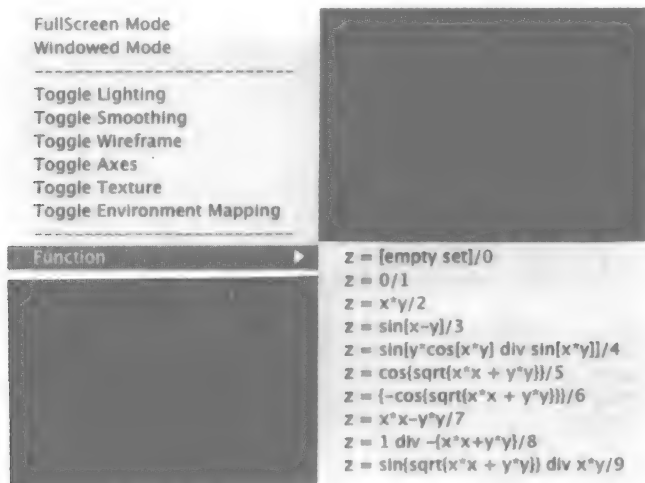 FullScreen Mode
Windowed Mode
Toggle Lighting
Toggle Smoothing
Toggle Wireframe
Toggle Axes
Toggle Texture
Toggle Environment Mapping
Function
z = [empty set]/0
z = 0/1
z = x*y/2
z = sin[x-y]/3
z = sin[y*cos[x*y] div sin[x*y]]/4
z = cos{sqrt{x*x + y*y}}/5
z = {-cos{sqrt{x*x + y*y}}}/6
z = x*x-y*y/7
z = 1 div -{x*x+y*y}/8
z = sin{sqrt{x*x + y*y}} div x*y/9